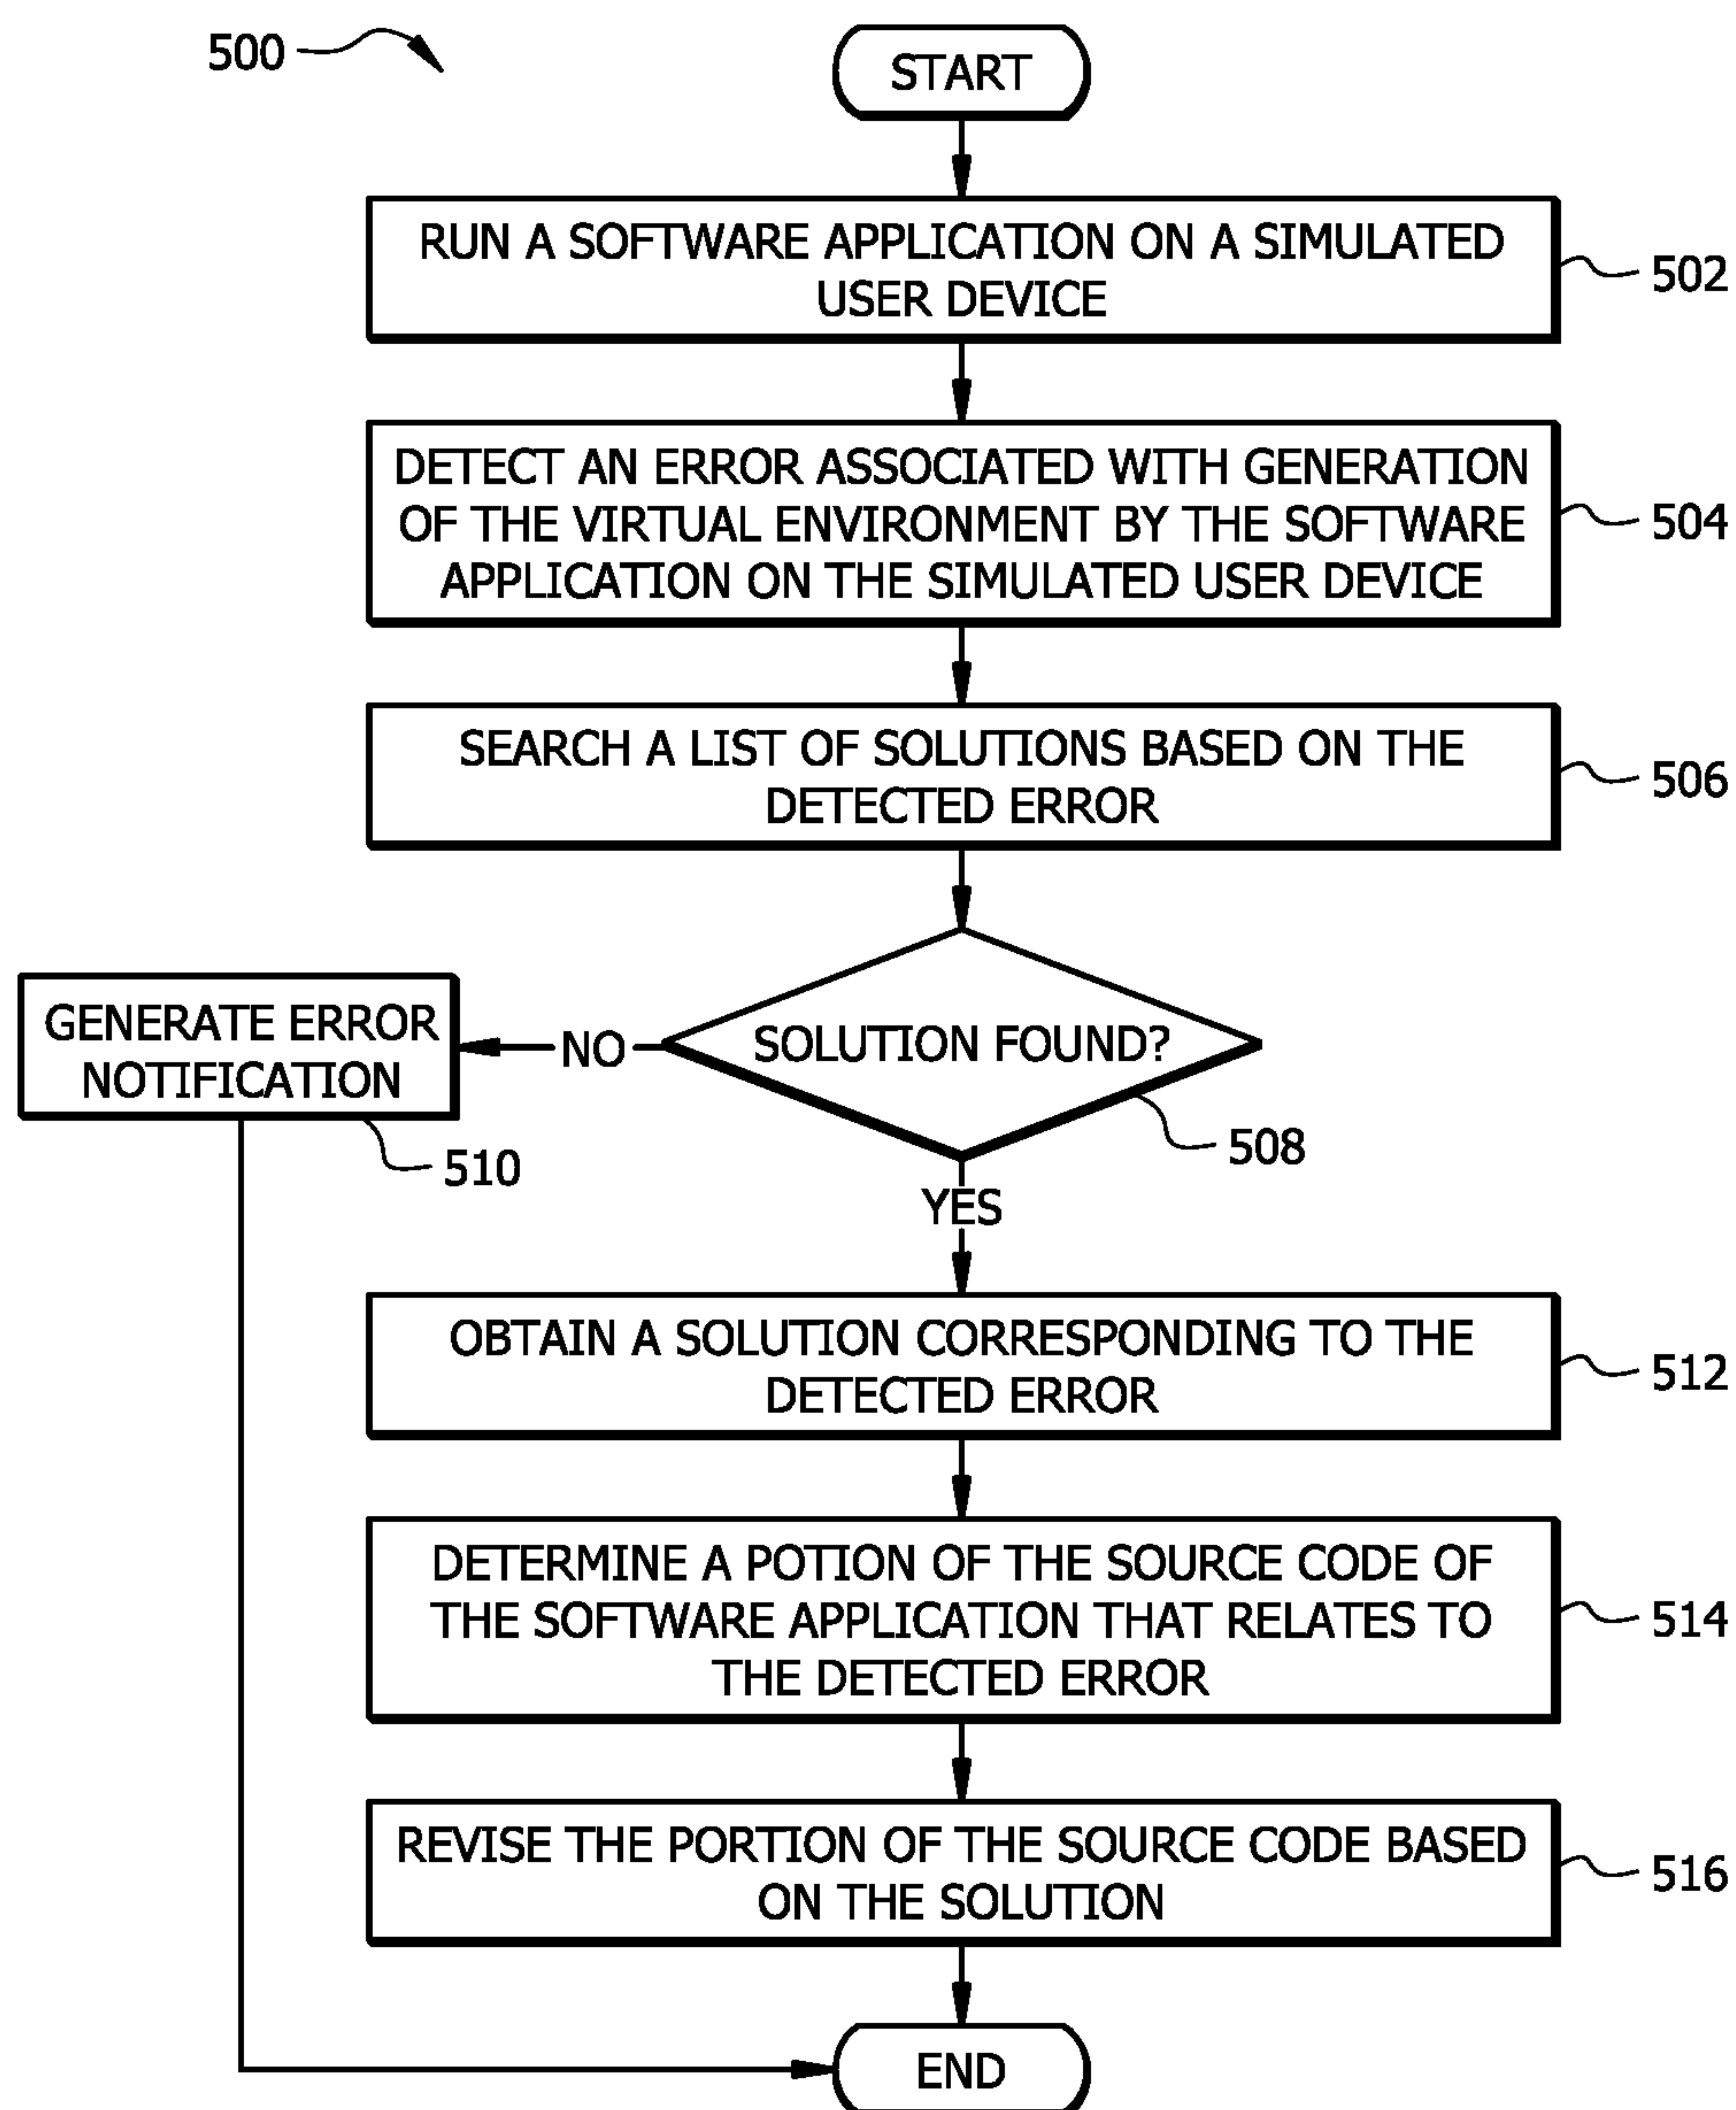 500
START
RUN A SOFTWARE APPLICATION ON A SIMULATED
USER DEVICE
502
DETECT AN ERROR ASSOCIATED WITH GENERATION
OF THE VIRTUAL ENVIRONMENT BY THE SOFTWARE
APPLICATION ON THE SIMULATED USER DEVICE
504
SEARCH A LIST OF SOLUTIONS BASED ON THE
DETECTED ERROR
506
SOLUTION FOUND?
508
NO
GENERATE ERROR
NOTIFICATION
510
YES
OBTAIN A SOLUTION CORRESPONDING TO THE
DETECTED ERROR
512
DETERMINE A POTION OF THE SOURCE CODE OF
THE SOFTWARE APPLICATION THAT RELATES TO
THE DETECTED ERROR
514
REVISE THE PORTION OF THE SOURCE CODE BASED
ON THE SOLUTION
516
END